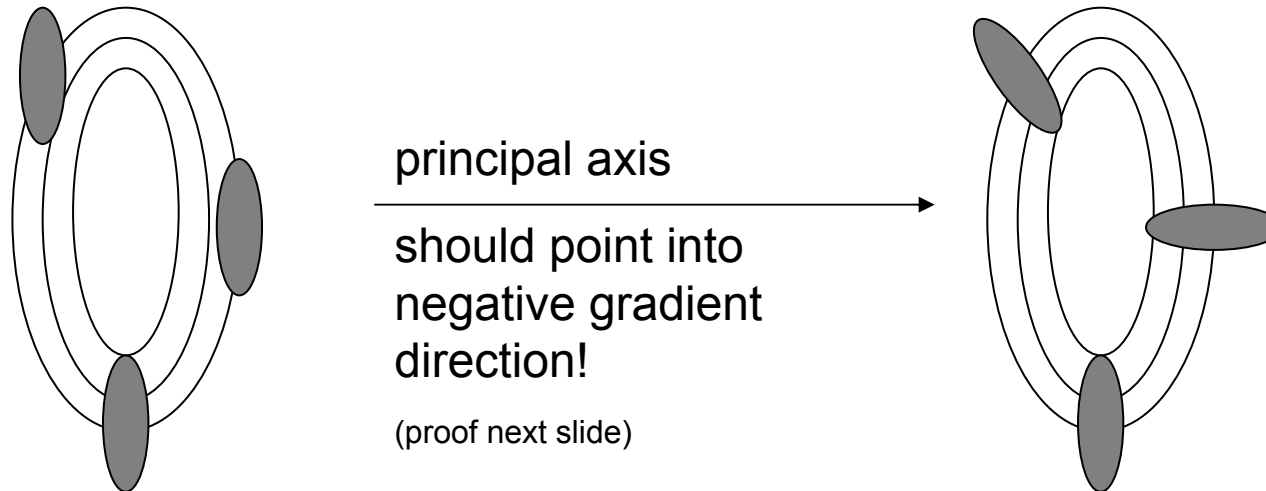 principal axis
should point into
negative gradient
direction!
(proof next slide)